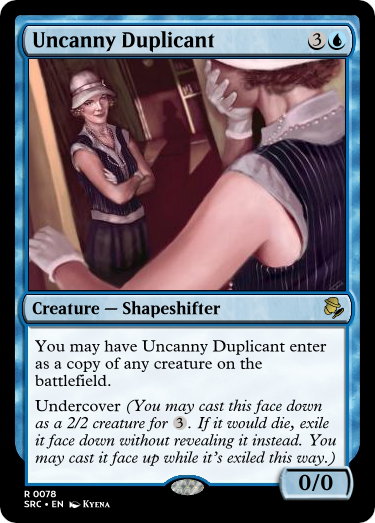 Uncanny Duplicant 3
Creature — Shapeshifter
You may have Uncanny Duplicant enter
as a copy of any creature on the
battlefield.
Undercover (You may cast this face down
as a 2/2 creature for 3. If it would die, exile
it face down without revealing it instead. You
may cast it face up while it's exiled this way.)
0/0
R 0078
SRC • EN Kyena